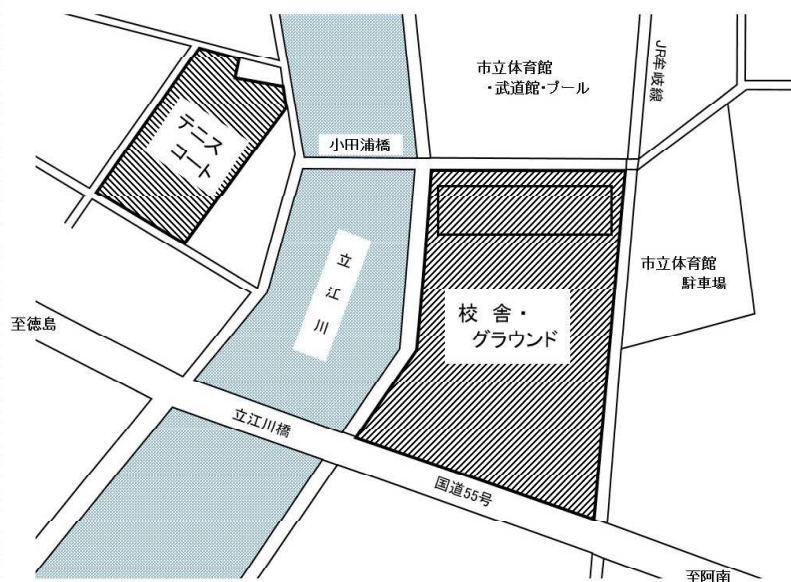 市立体育館
・武道館・プール
JR牟岐線
テニス
コート
小田浦橋
市立体育館
駐車場
立江川
校舎・
グラウンド
至徳島
立江川橋
国道55号
至阿南